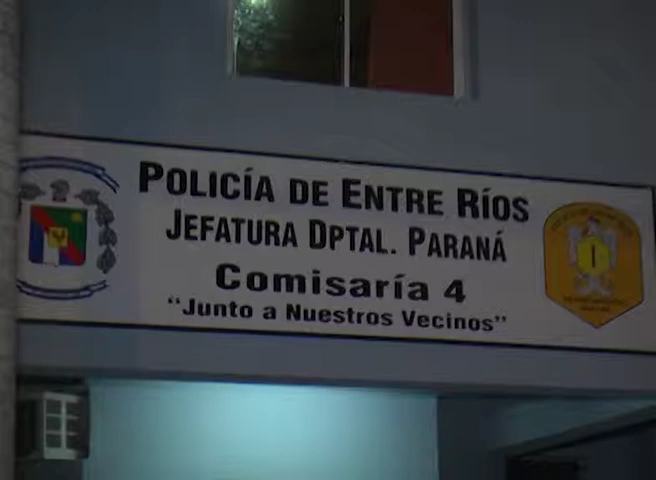 POLICÍA DE ENTRE RÍOS
JEFATURA DPTAL. PARANÁ
Comisaría 4
"Junto a Nuestros Vecinos"